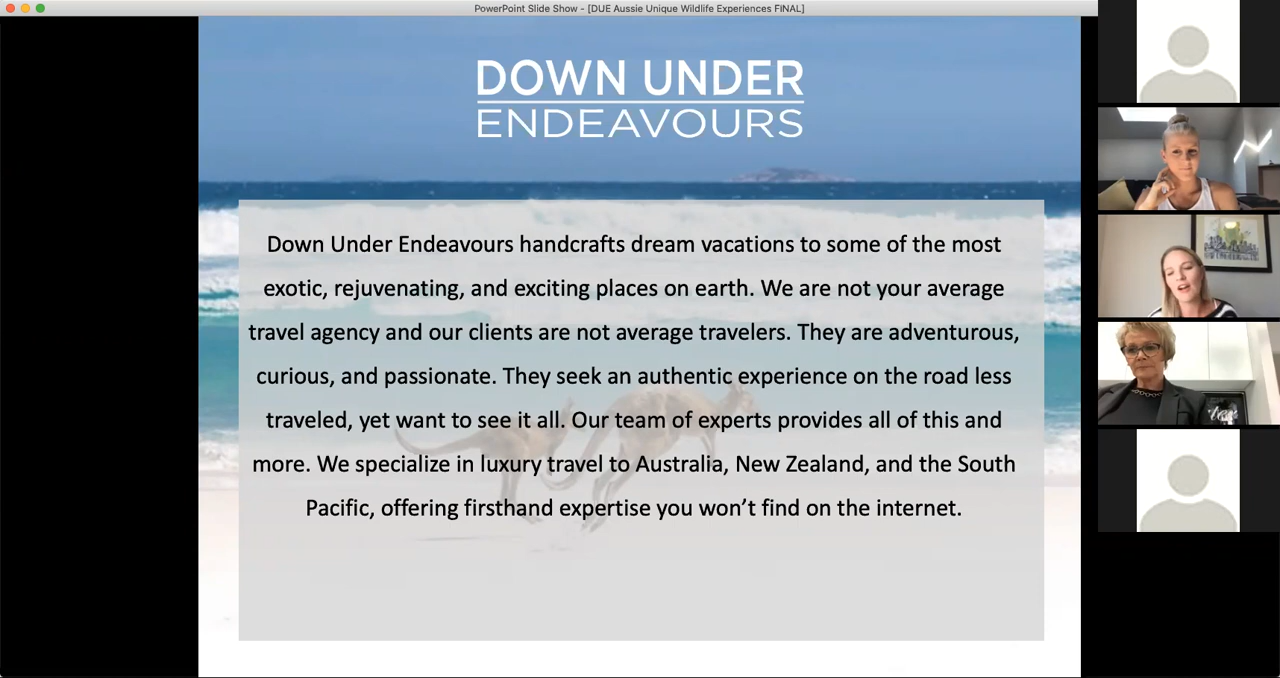 PowerPoint Slide Show - [DUE Aussie Unique Wildlife Experiences FINAL]
DOWN UNDER
ENDEAVOURS
Down Under Endeavours handcrafts dream vacations to some of the most
exotic, rejuvenating, and exciting places on earth. We are not your average
travel agency and our clients are not average travelers. They are adventurous,
curious, and passionate. They seek an authentic experience on the road less
traveled, yet want to see it all. Our team of experts provides all of this and
more. We specialize in luxury travel to Australia, New Zealand, and the South
Pacific, offering firsthand expertise you won’t find on the internet.